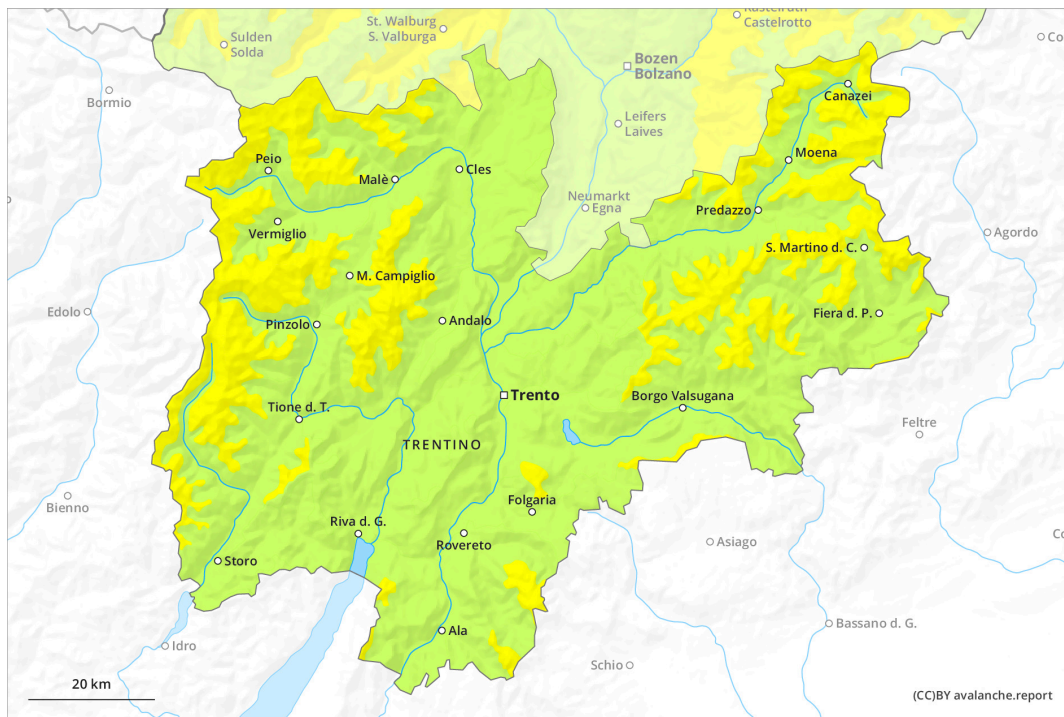 Kastelruth
Castelrotto
St. Walburg
S. Valburga
Sulden
Solda
Bozen
Bolzano
Bormio
Canazei
Leifers
Laives
Moena
Peio
Malè
Cles
Neumarkt
Egna
Predazzo
Vermiglio
Agordo
S. Martino d. C.
M. Campiglio
Edolo
Pinzolo
Andalo
Fiera d. P.
Trento
Borgo Valsugana
Tione d. T.
Feltre
TRENTINO
Bienno
Folgaria
Riva d. G.
Rovereto
Asiago
Storo
Bassano d. G.
Ala
Idro
Schio
20 km
(CC)BY avalanche.report